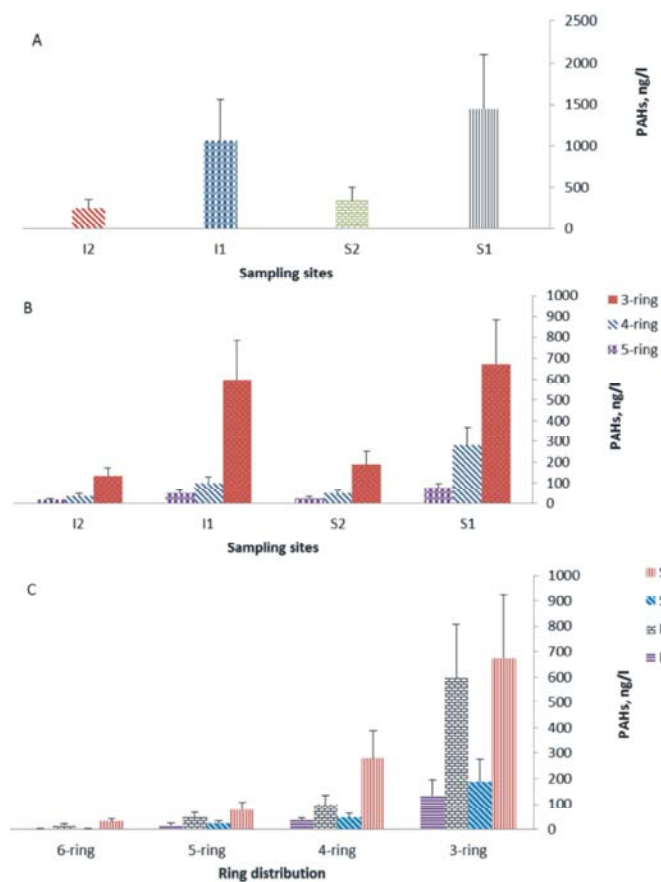 A
2500
2000
1500
1000
500
0
PAHs, ng/l
I2 I1 S2 S1
Sampling sites
B
1000
900
800
700
600
500
400
300
200
100
0
PAHs, ng/l
3-ring
4-ring
5-ring
I2 I1 S2 S1
Sampling sites
C
1000
900
800
700
600
500
400
300
200
100
0
PAHs, ng/l
S
S
6-ring 5-ring 4-ring 3-ring
Ring distribution